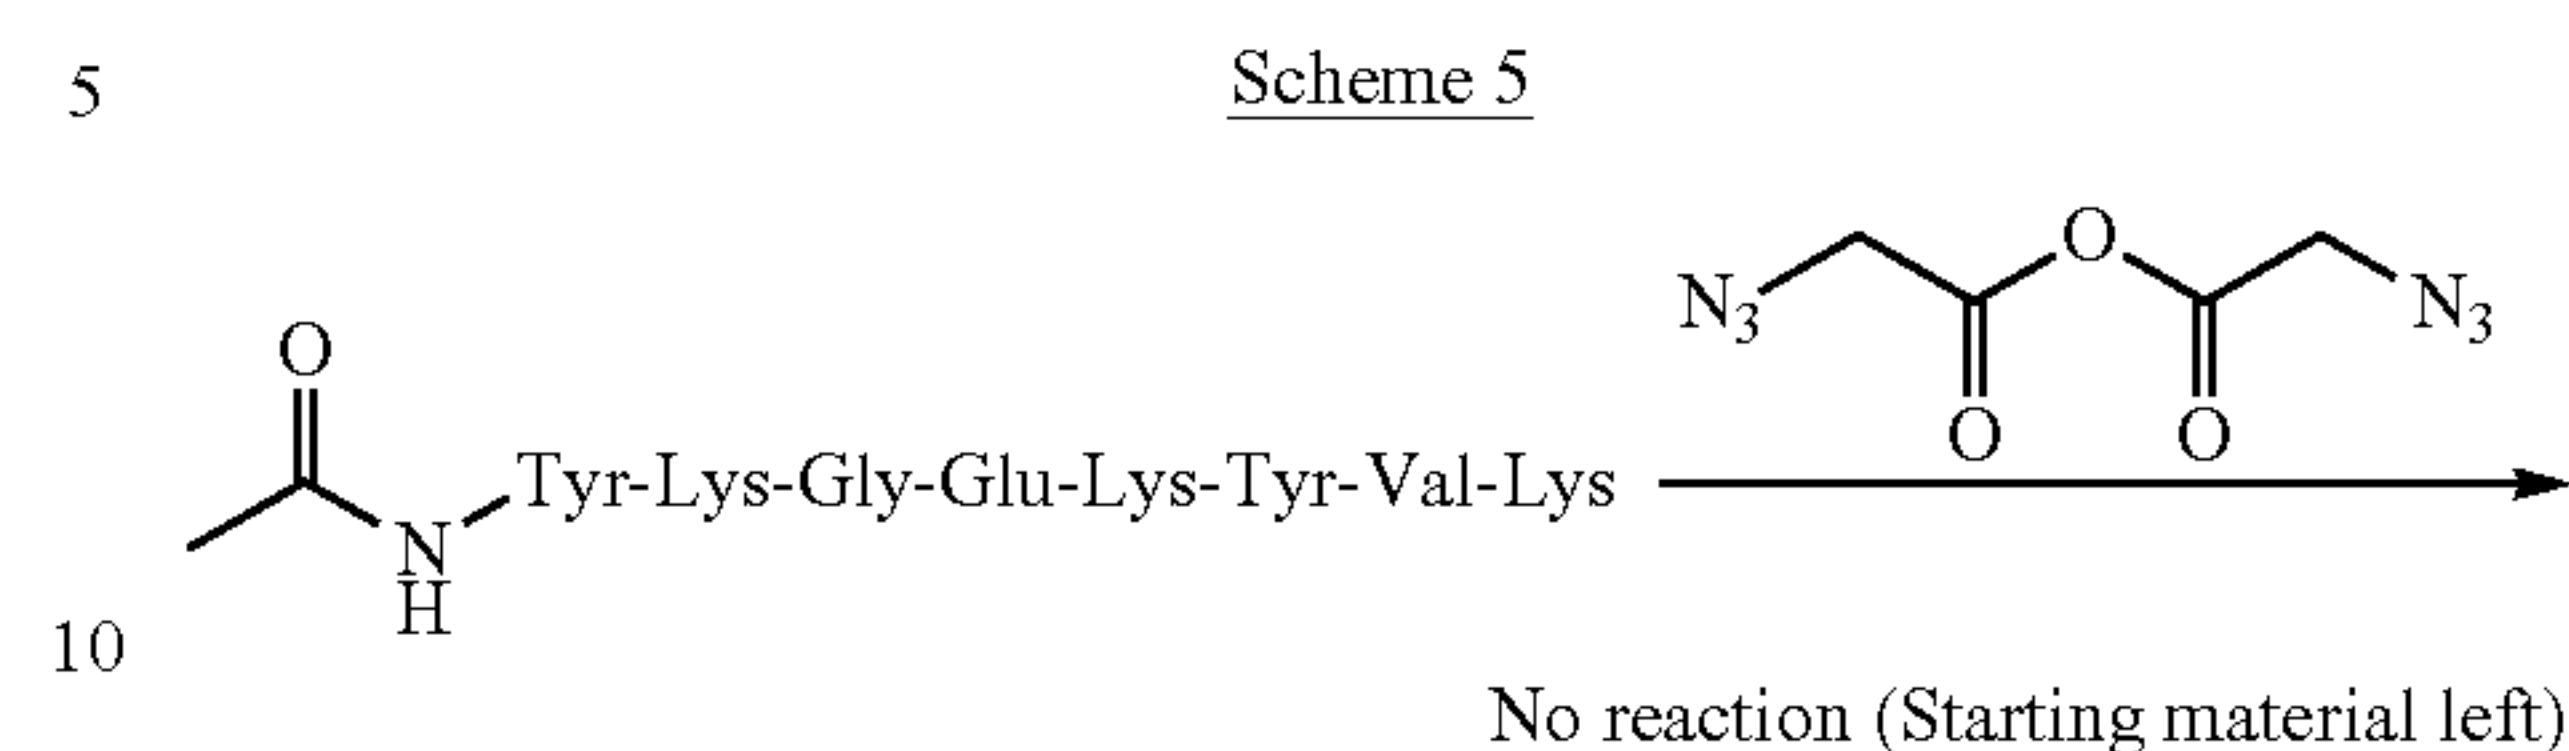 5
Scheme 5
O
N3
N3
O
O
O
Tyr-Lys-Gly-Glu-Lys-Tyr-Val-Lys
N
H
10
No reaction (Starting material left)